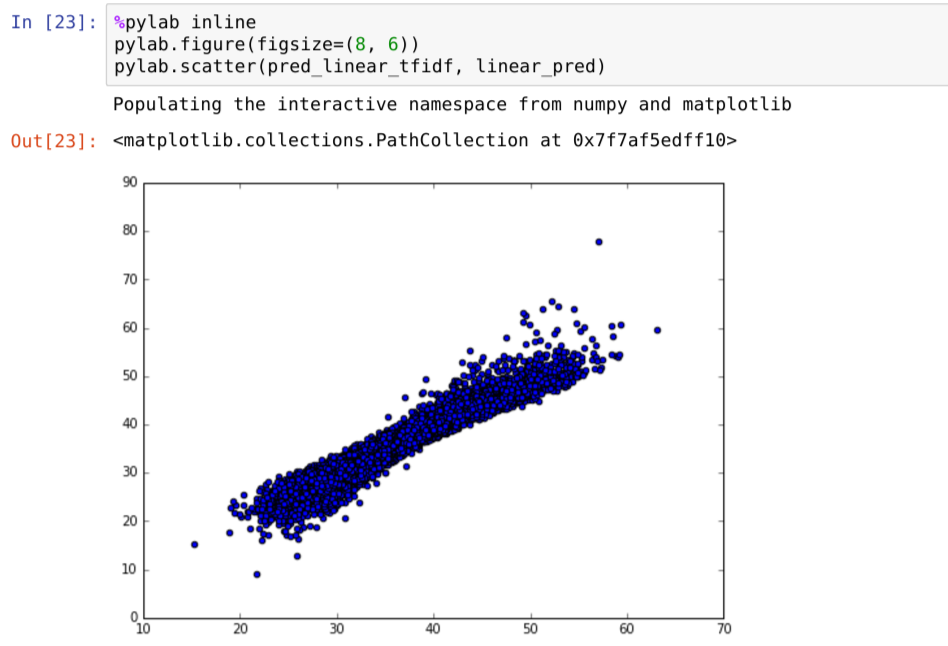 In [23]: %pylab inline
pylab.figure(figsize=(8, 6))
pylab.scatter(pred_linear_tfidf, linear_pred)
Populating the interactive namespace from numpy and matplotlib
Out[23]: <matplotlib.collections.PathCollection at 0x7f7af5edff10>
90
80
70
60
50
40
30
20
10
0
10 20 30 40 50 60 70